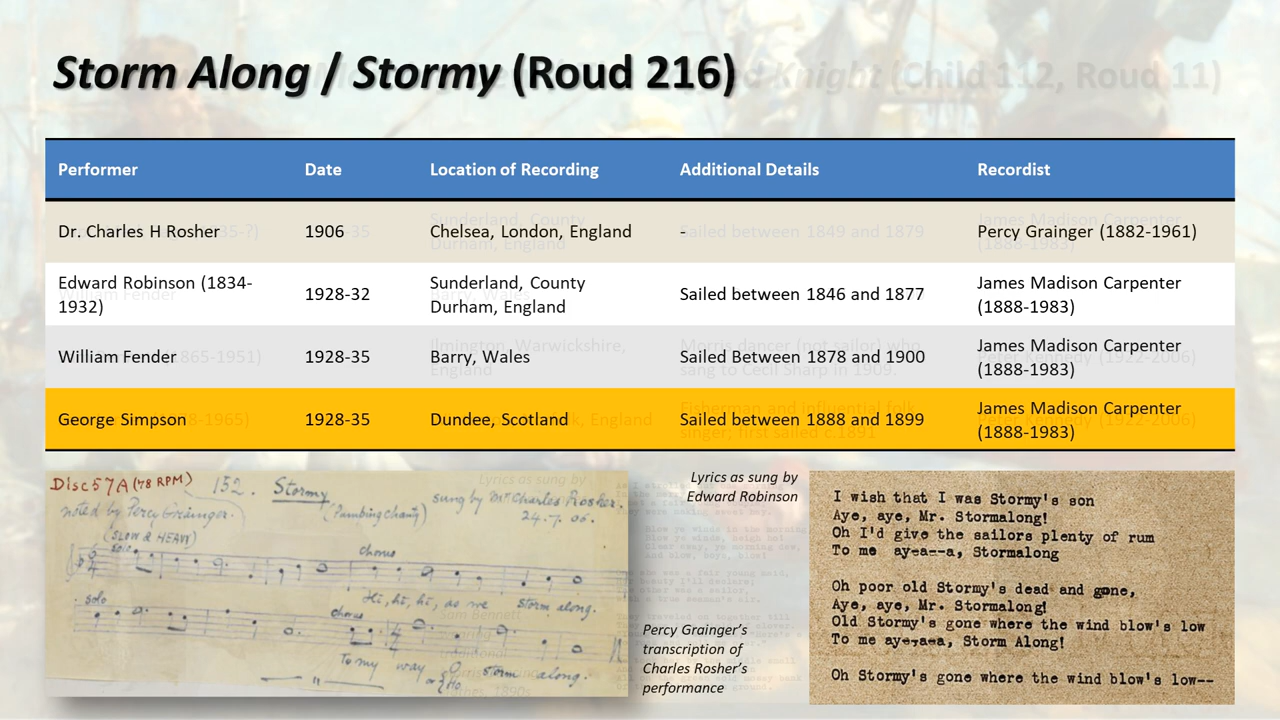 Storm Along / Stormy (Roud 216)
Knight (Child 112, Roud 11)
Performer Date Location of Recording Additional Details Recordist
Dr. Charles H Rosher 1906 Chelsea, London, England - Percy Grainger (1882-1961)
Edward Robinson (1834-
1932) 1928-32 Sunderland, County
Durham, England Sailed between 1846 and 1877 James Madison Carpenter
(1888-1983)
William Fender 1928-35 Barry, Wales Sailed Between 1878 and 1900 James Madison Carpenter
(1888-1983)
George Simpson 1928-35 Dundee, Scotland Sailed between 1888 and 1899 James Madison Carpenter
(1888-1983)
Disc 57A (78 RPM) 152. Stormy
sung by Mr Charles Rosher.
noted by Percy Grainger. (Pumping Chanty) 24.7.06.
(SLOW & HEAVY)
solo chorus
Hi, hi, hi, as we storm along.
solo chorus
To my way O storm along.
or Ho
Lyrics as sung by
Edward Robinson
Percy Grainger's
transcription of
Charles Rosher's
performance
I wish that I was Stormy's son
Aye, aye, Mr. Stormalong!
Oh I'd give the sailors plenty of rum
To me aye--a, Stormalong
Oh poor old Stormy's dead and gone,
Aye, aye, Mr. Stormalong!
Old Stormy's gone where the wind blow's low
To me aye-a-a, Storm Along!
Oh Stormy's gone where the wind blow's low--